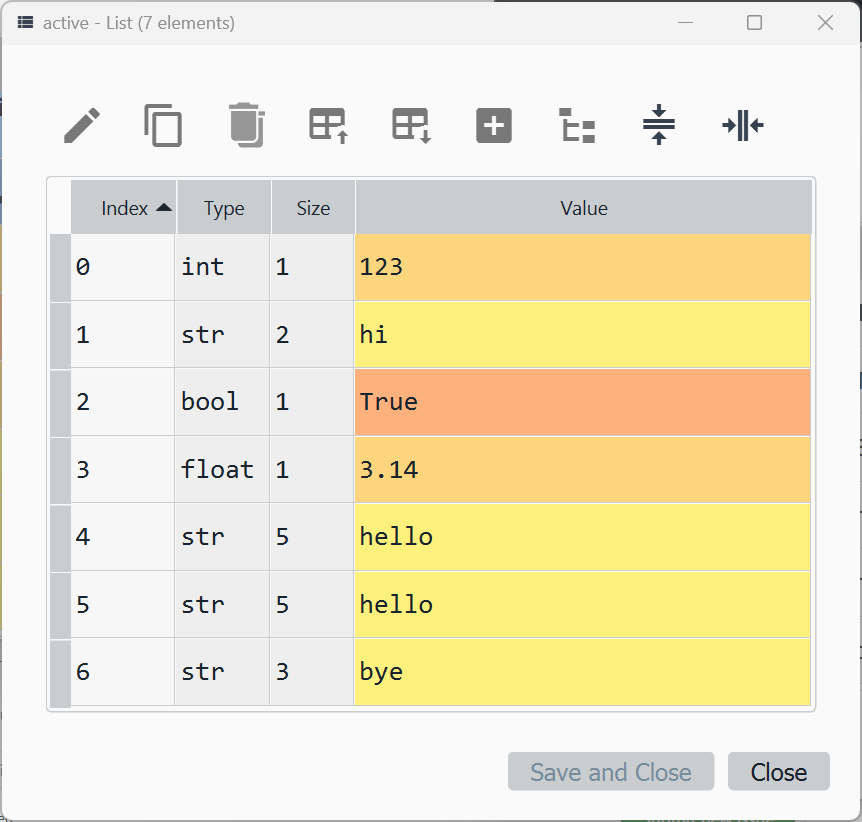 active - List (7 elements)
Index Type Size Value
0 int 1 123
1 str 2 hi
2 bool 1 True
3 float 1 3.14
4 str 5 hello
5 str 5 hello
6 str 3 bye
Save and Close Close